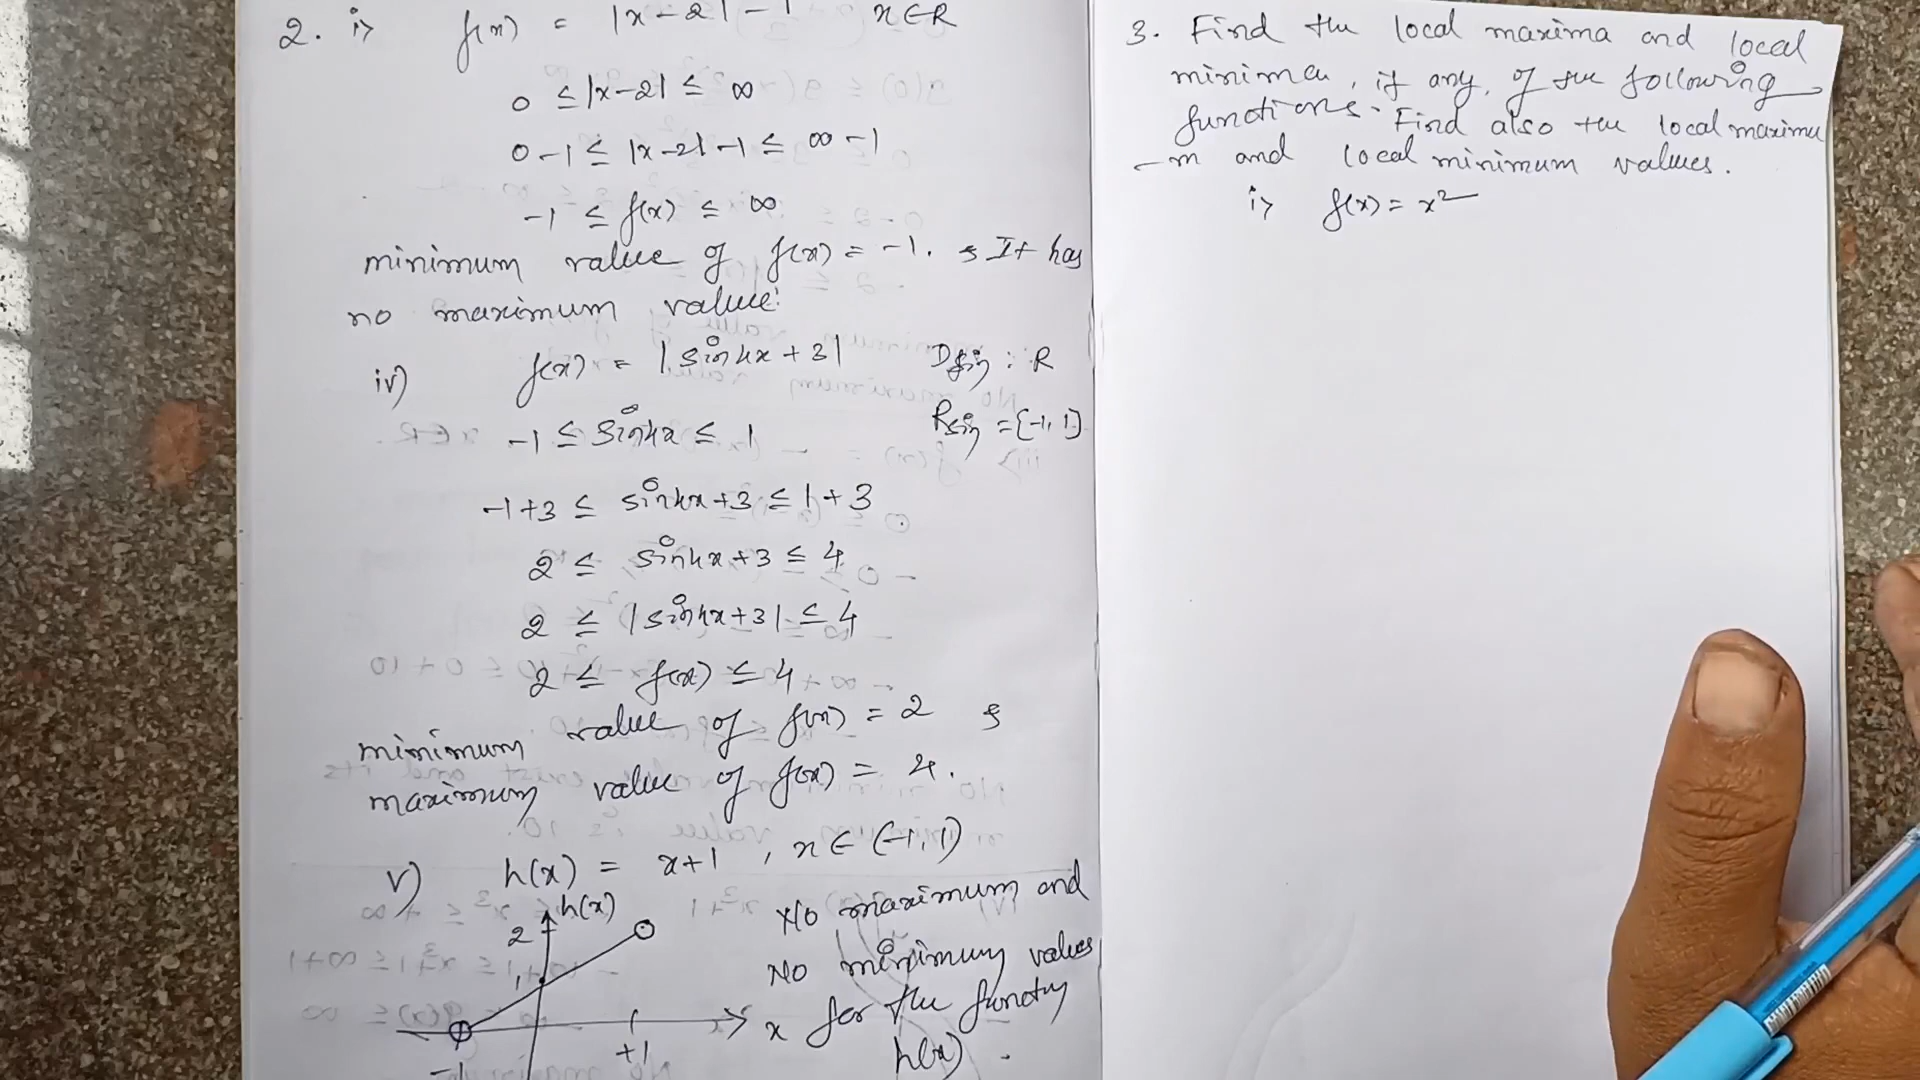 2. i> f(x) = |x-2| - 1 x∈R
0 ≤ |x-2| ≤ ∞
0-1 ≤ |x-2|-1 ≤ ∞-1
-1 ≤ f(x) ≤ ∞
minimum value of f(x) = -1. & It has
no maximum value.
iv) f(x) = |sin4x + 3| Dsin : R
-1 ≤ sin4x ≤ 1 Rsin = [-1, 1]
-1+3 ≤ sin4x+3 ≤ 1+3
2 ≤ sin4x+3 ≤ 4
2 ≤ |sin4x+3| ≤ 4
2 ≤ f(x) ≤ 4
minimum value of f(x) = 2 &
maximum value of f(x) = 4.
v) h(x) = x+1, x∈(-1,1)
h(x)
2
1
-1
+1
x
No maximum and
No minimum values
for the function
h(x).
3. Find the local maxima and local
minima, if any, of the following
functions. Find also the local maximu
-m and local minimum values.
i> f(x) = x²